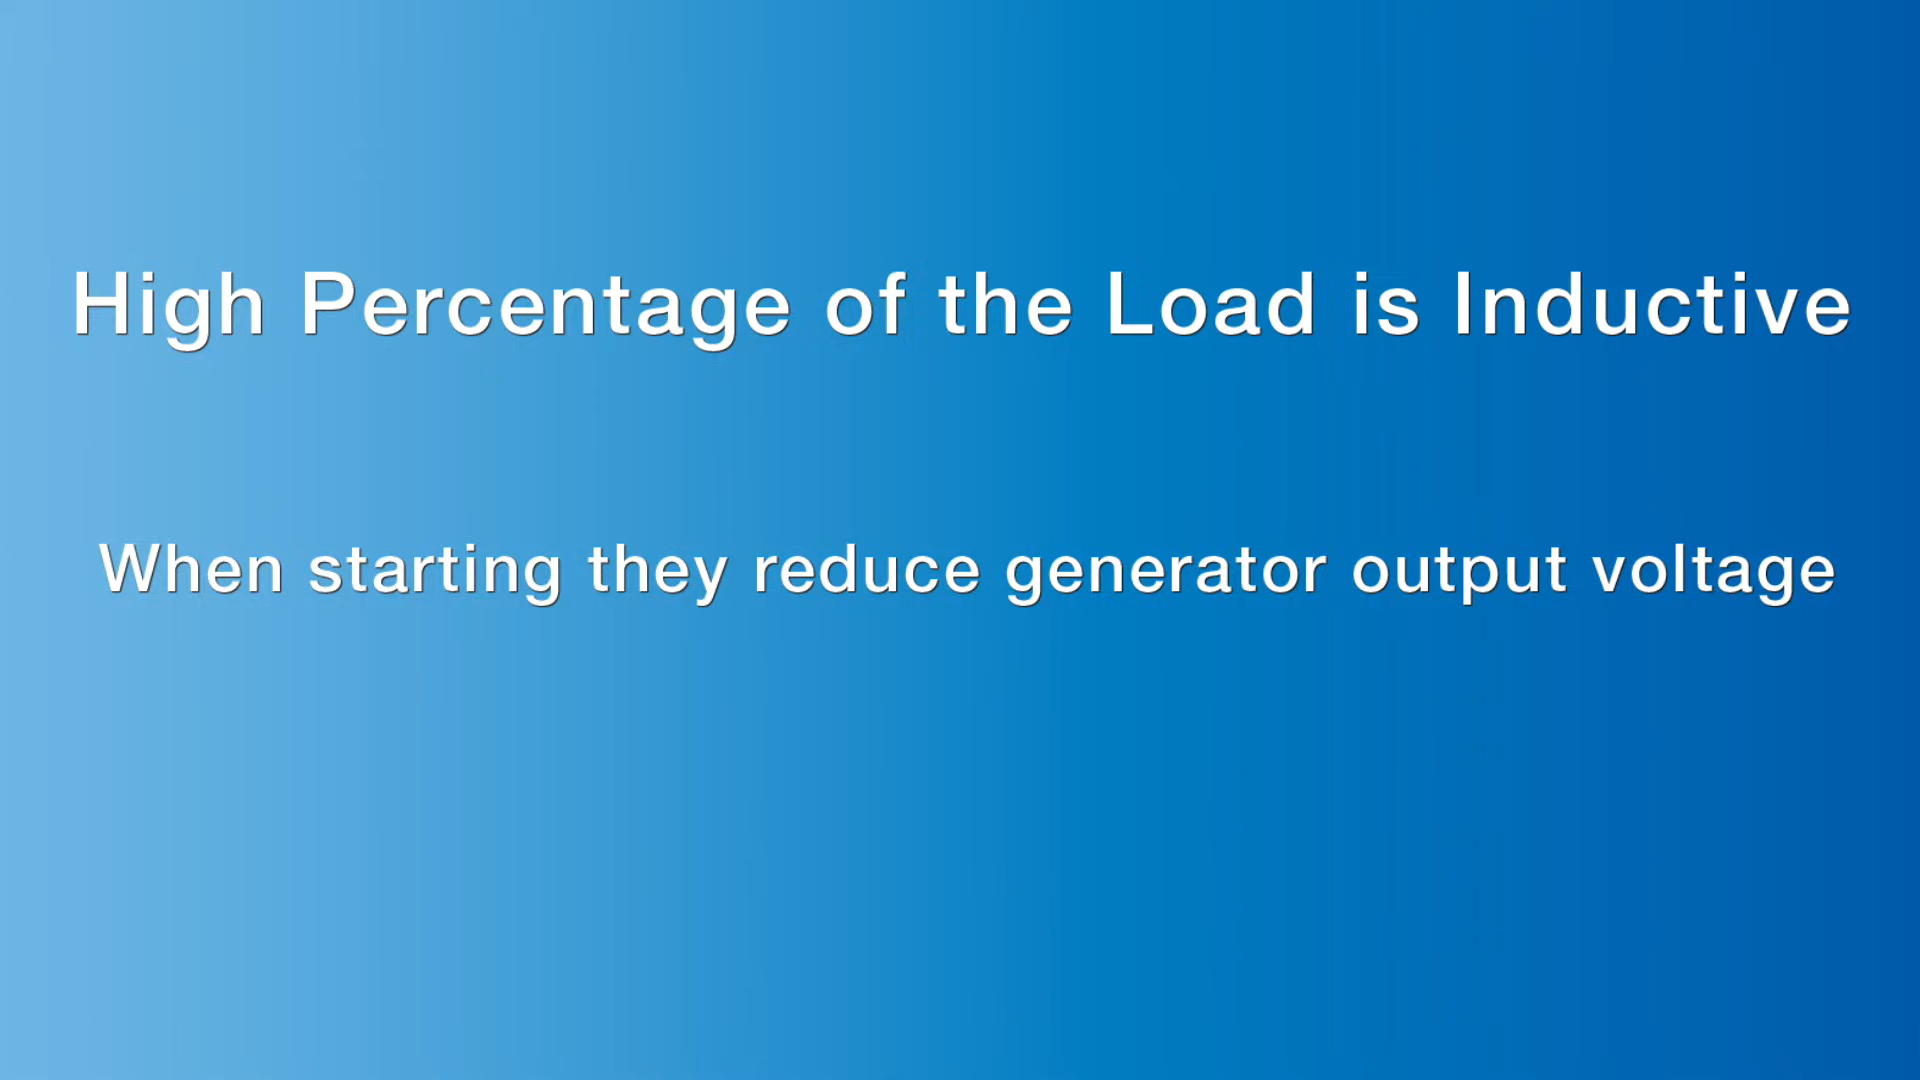 High Percentage of the Load is Inductive
When starting they reduce generator output voltage